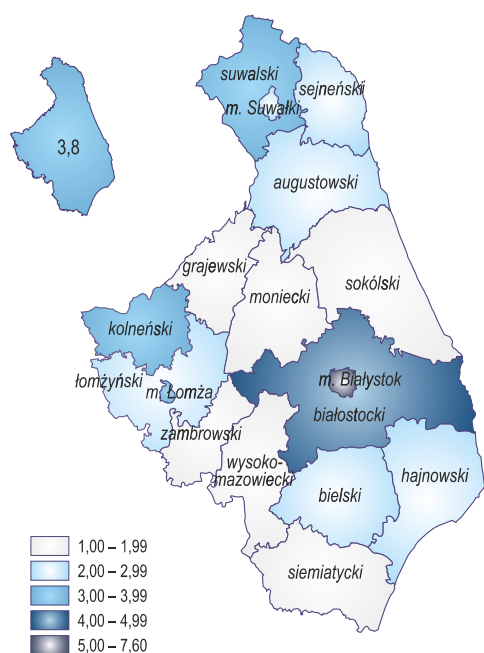 suwalski
sejneński
m. Suwałki
3,8
augustowski
grajewski
moniecki
sokólski
kolneński
łomżyński
m. Łomża
m. Białystok
białostocki
zambrowski
wysoko-
mazowiecki
hajnowski
bielski
siemiatycki
1,00 – 1,99
2,00 – 2,99
3,00 – 3,99
4,00 – 4,99
5,00 – 7,60